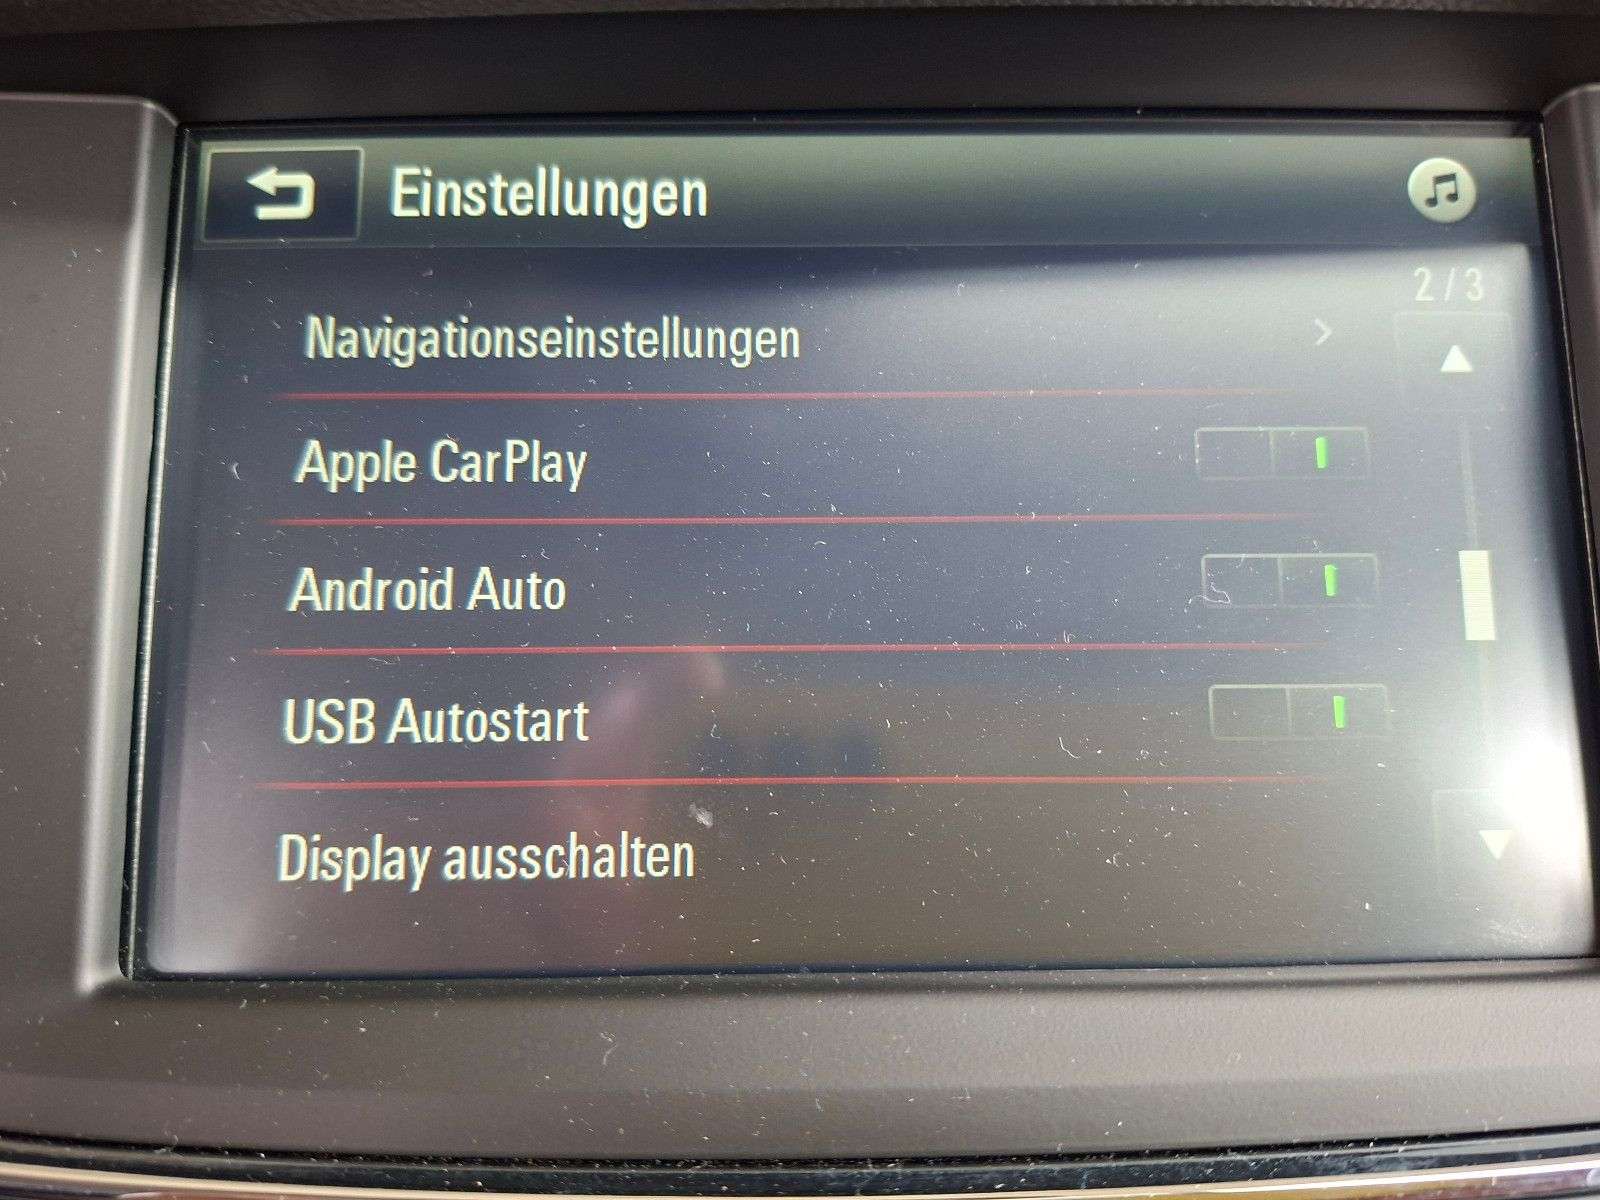 Einstellungen
2 / 3
Navigationseinstellungen
Apple CarPlay
Android Auto
USB Autostart
Display ausschalten